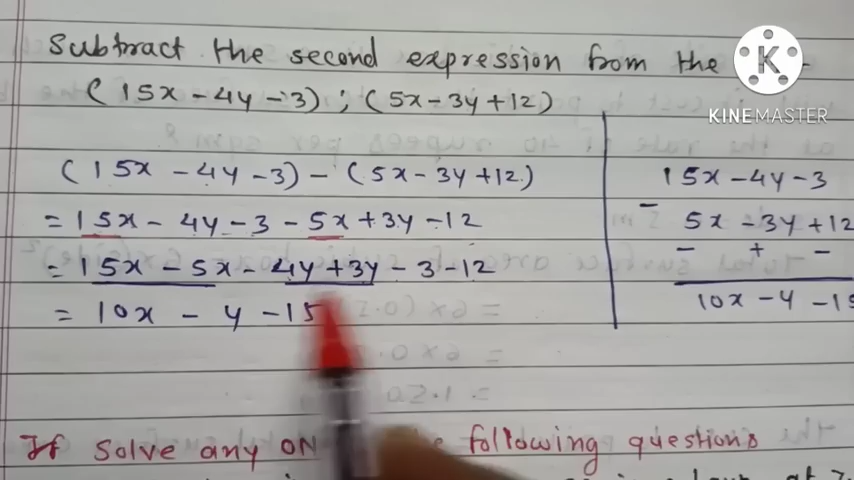 Subtract the second expression from the
K
KINEMASTER
(15x - 4y - 3) ; (5x - 3y + 12)
(15x - 4y - 3) - (5x - 3y + 12)
= 15x - 4y - 3 - 5x + 3y - 12
= 15x - 5x - 4y + 3y - 3 - 12
= 10x - y - 15
15x - 4y - 3
- 5x - 3y + 12
- + -
10x - y - 15
If solve any following questions